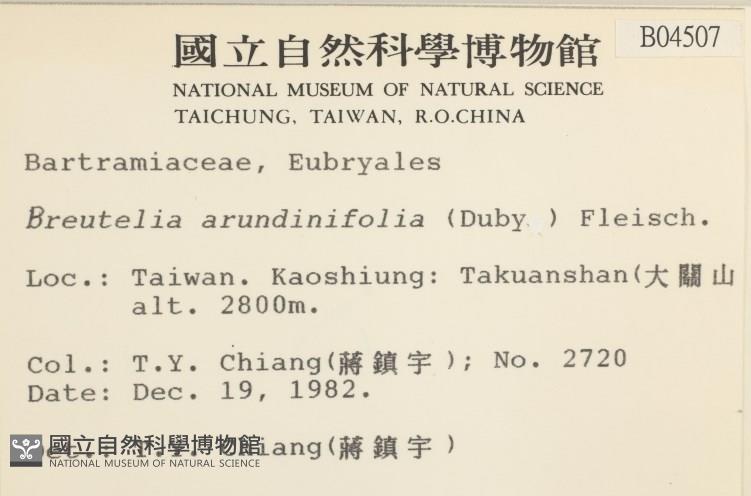 國立自然科學博物館
B04507
NATIONAL MUSEUM OF NATURAL SCIENCE
TAICHUNG, TAIWAN, R.O.CHINA
Bartramiaceae, Eubryales
Breutelia arundinifolia (Duby ) Fleisch.
Loc.: Taiwan. Kaoshiung: Takuanshan(大關山
alt. 2800m.
Col.: T.Y. Chiang(蔣鎮宇); No. 2720
Date: Dec. 19, 1982.
Det.: T.Y. Chiang(蔣鎮宇)
國立自然科學博物館
NATIONAL MUSEUM OF NATURAL SCIENCE